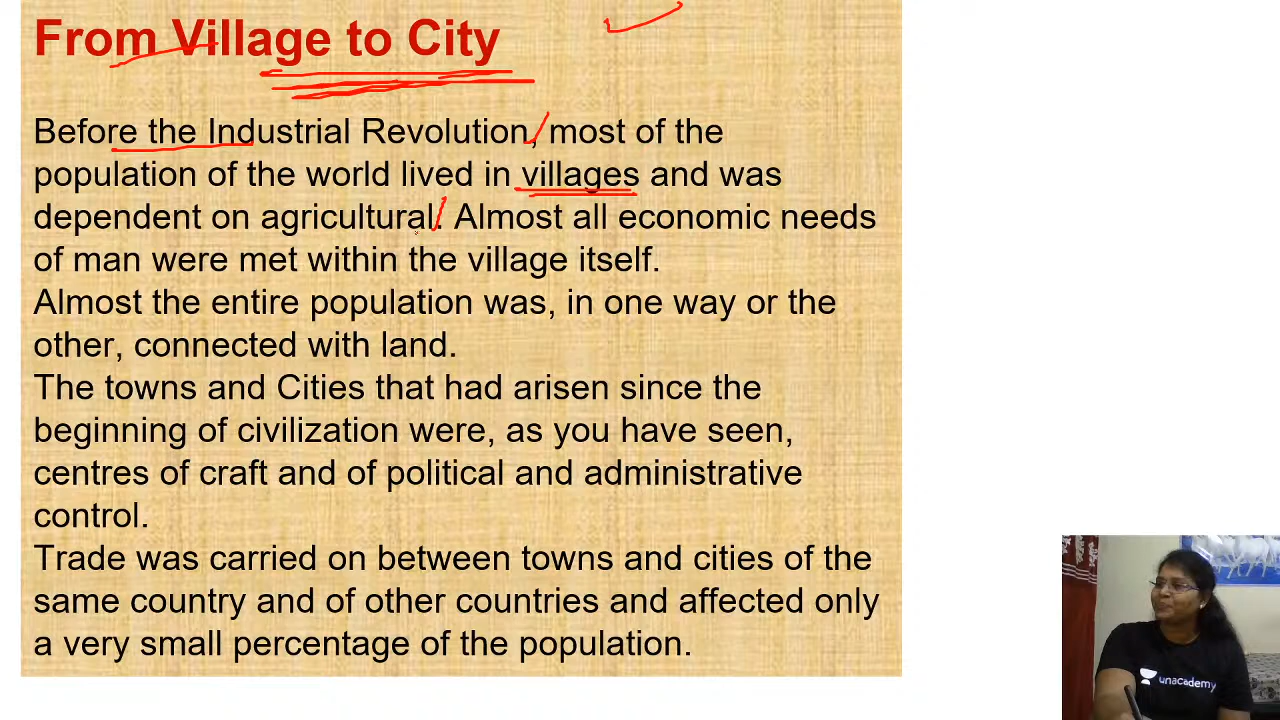 From Village to City
Before the Industrial Revolution, most of the
population of the world lived in villages and was
dependent on agricultural. Almost all economic needs
of man were met within the village itself.
Almost the entire population was, in one way or the
other, connected with land.
The towns and Cities that had arisen since the
beginning of civilization were, as you have seen,
centres of craft and of political and administrative
control.
Trade was carried on between towns and cities of the
same country and of other countries and affected only
a very small percentage of the population.
unacademy